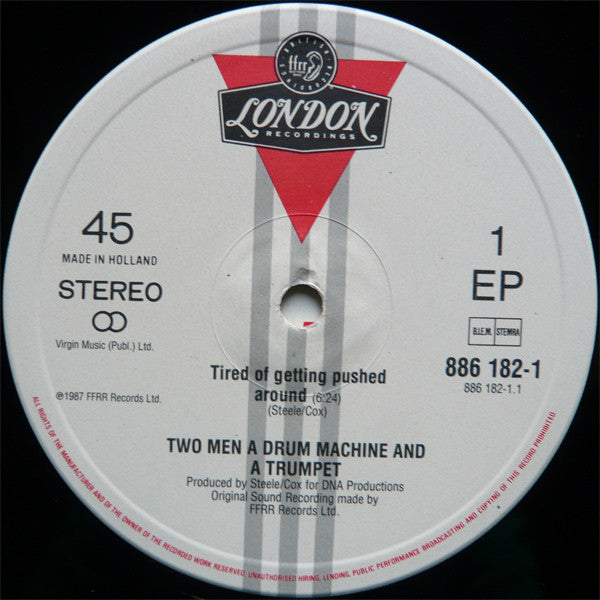 BRITISH RECORDINGS
ffrr
LONDON
RECORDINGS
45
MADE IN HOLLAND
STEREO
Virgin Music (Publ.) Ltd.
℗1987 FFRR Records Ltd.
1
EP
B.I.E.M. STEMRA
886 182-1
886 182-1.1
Tired of getting pushed
around (6:24)
(Steele/Cox)
TWO MEN A DRUM MACHINE AND
A TRUMPET
Produced by Steele/Cox for DNA Productions
Original Sound Recording made by
FFRR Records Ltd.
ALL RIGHTS OF THE MANUFACTURER AND OF THE OWNER OF THE RECORDED WORK RESERVED. UNAUTHORISED HIRING, LENDING, PUBLIC PERFORMANCE, BROADCASTING AND COPYING OF THIS RECORD PROHIBITED.